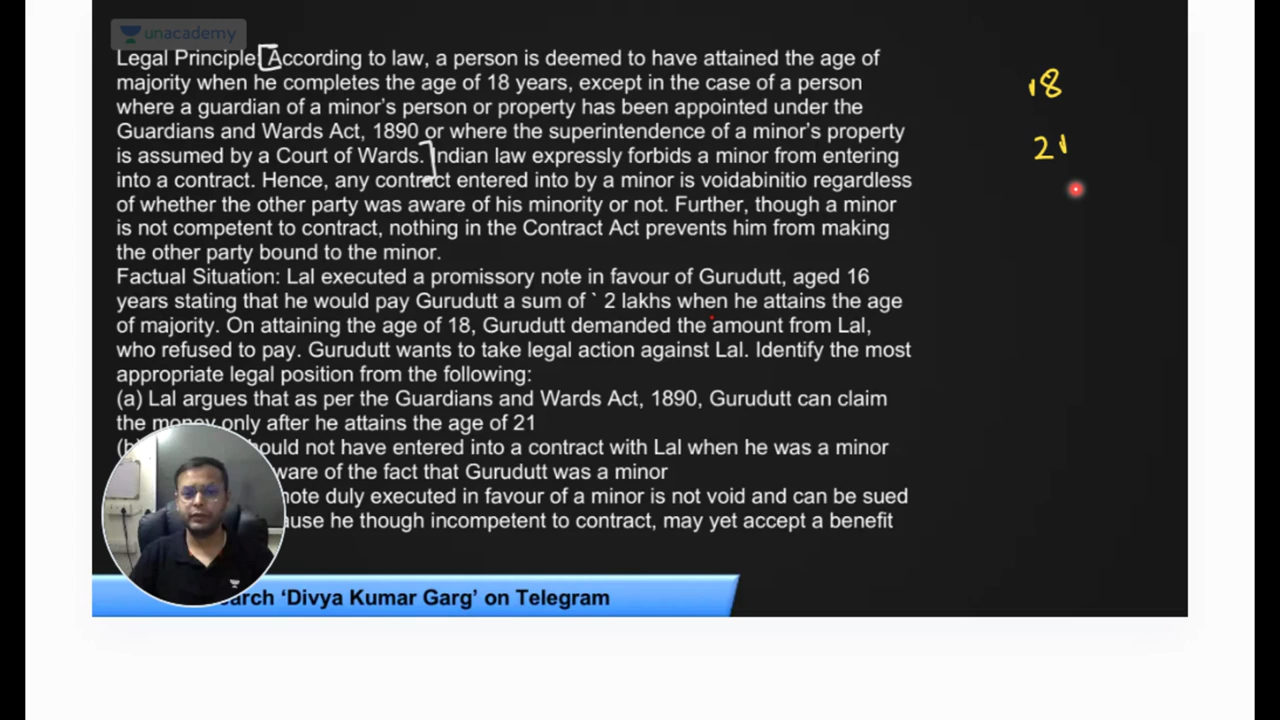 unacademy
Legal Principle: According to law, a person is deemed to have attained the age of
majority when he completes the age of 18 years, except in the case of a person
where a guardian of a minor's person or property has been appointed under the
Guardians and Wards Act, 1890 or where the superintendence of a minor's property
is assumed by a Court of Wards. Indian law expressly forbids a minor from entering
into a contract. Hence, any contract entered into by a minor is voidabinitio regardless
of whether the other party was aware of his minority or not. Further, though a minor
is not competent to contract, nothing in the Contract Act prevents him from making
the other party bound to the minor.
Factual Situation: Lal executed a promissory note in favour of Gurudutt, aged 16
years stating that he would pay Gurudutt a sum of ` 2 lakhs when he attains the age
of majority. On attaining the age of 18, Gurudutt demanded the amount from Lal,
who refused to pay. Gurudutt wants to take legal action against Lal. Identify the most
appropriate legal position from the following:
(a) Lal argues that as per the Guardians and Wards Act, 1890, Gurudutt can claim
the money only after he attains the age of 21
not have entered into a contract with Lal when he was a minor
of the fact that Gurudutt was a minor
note duly executed in favour of a minor is not void and can be sued
he though incompetent to contract, may yet accept a benefit
'Divya Kumar Garg' on Telegram
18
21